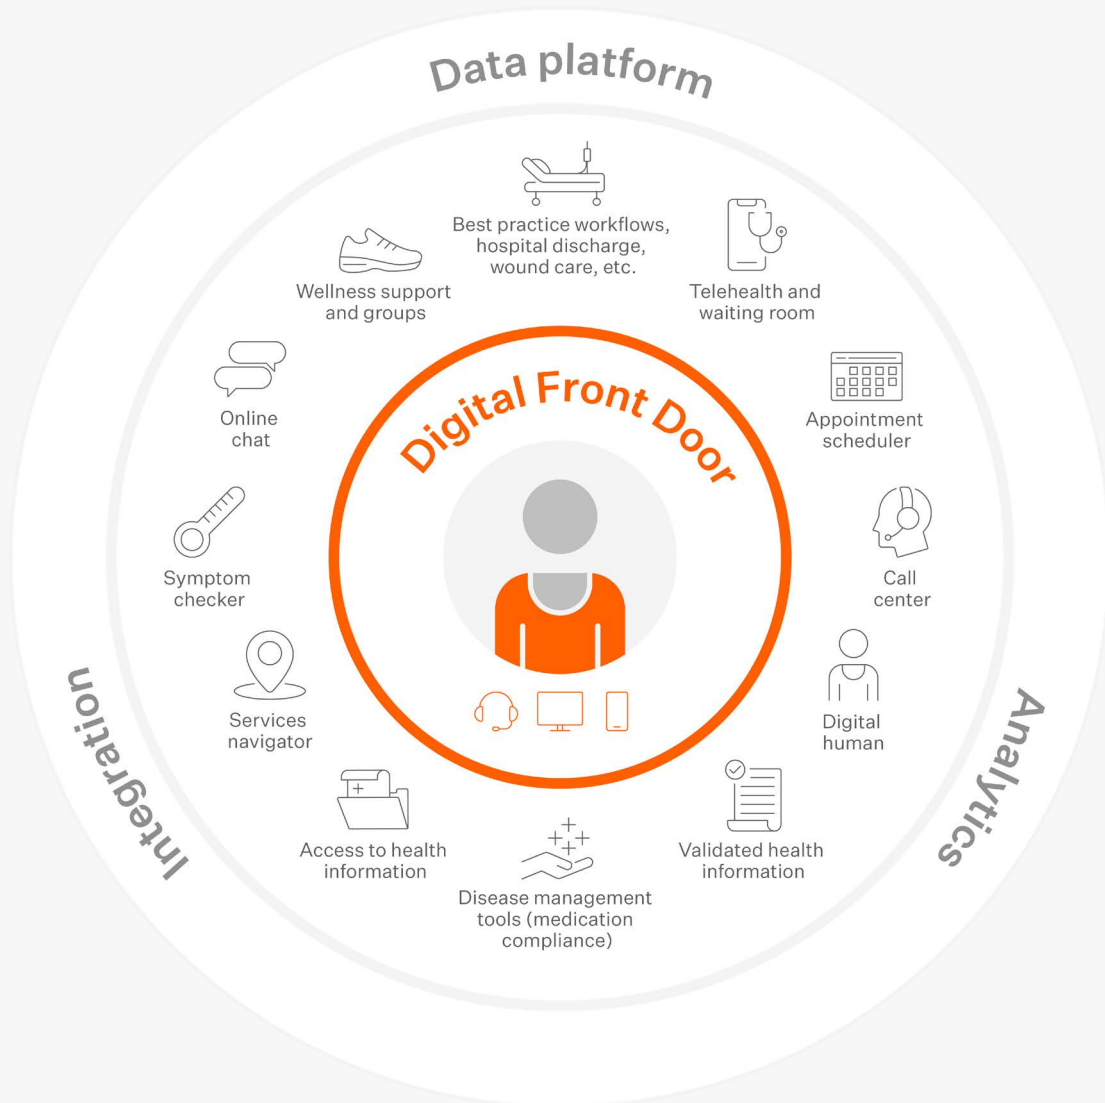 Data platform
Best practice workflows,
hospital discharge,
wound care, etc.
Telehealth and
waiting room
Appointment
scheduler
Call
center
Digital
human
Validated health
information
Disease management
tools (medication
compliance)
Access to health
information
Services
navigator
Symptom
checker
Online
chat
Wellness support
and groups
Digital Front Door
Analytics
Integration